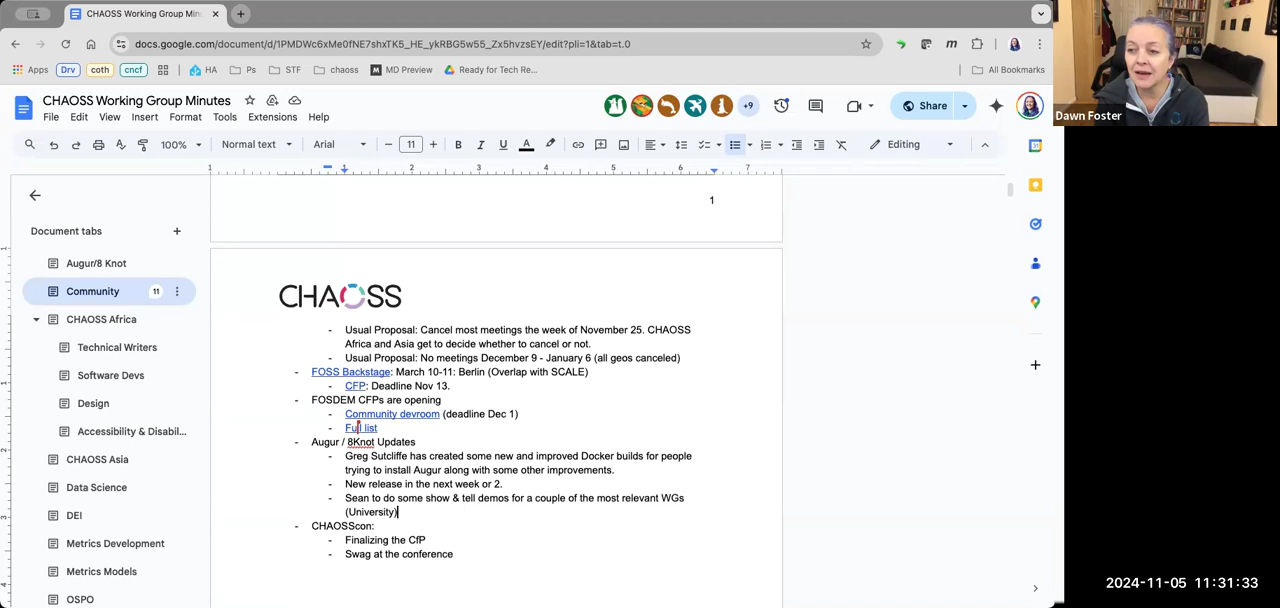 CHAOSS Working Group Minu
docs.google.com/document/d/1PMDWc6xMe0fNE7shxTK5_HE_ykRBG5w55_Zx5hvzsEY/edit?pli=1&tab=t.0
Apps Drv coth cncf HA Ps STF chaoss MD Preview Ready for Tech Re... All Bookmarks
Dawn Foster
CHAOSS Working Group Minutes
+9 Share
File Edit View Insert Format Tools Extensions Help
100% Normal text Arial 11 Editing
1 1 2 3 4 5 6 7
1
Document tabs
Augur/8 Knot
Community 11
CHAOSS Africa
Technical Writers
Software Devs
Design
Accessibility & Disabil...
CHAOSS Asia
Data Science
DEI
Metrics Development
Metrics Models
OSPO
CHAOSS
- Usual Proposal: Cancel most meetings the week of November 25. CHAOSS
Africa and Asia get to decide whether to cancel or not.
- Usual Proposal: No meetings December 9 - January 6 (all geos canceled)
- FOSS Backstage: March 10-11: Berlin (Overlap with SCALE)
- CFP: Deadline Nov 13.
- FOSDEM CFPs are opening
- Community devroom (deadline Dec 1)
- Full list
- Augur / 8Knot Updates
- Greg Sutcliffe has created some new and improved Docker builds for people
trying to install Augur along with some other improvements.
- New release in the next week or 2.
- Sean to do some show & tell demos for a couple of the most relevant WGs
(University)
- CHAOSScon:
- Finalizing the CfP
- Swag at the conference
2024-11-05 11:31:33